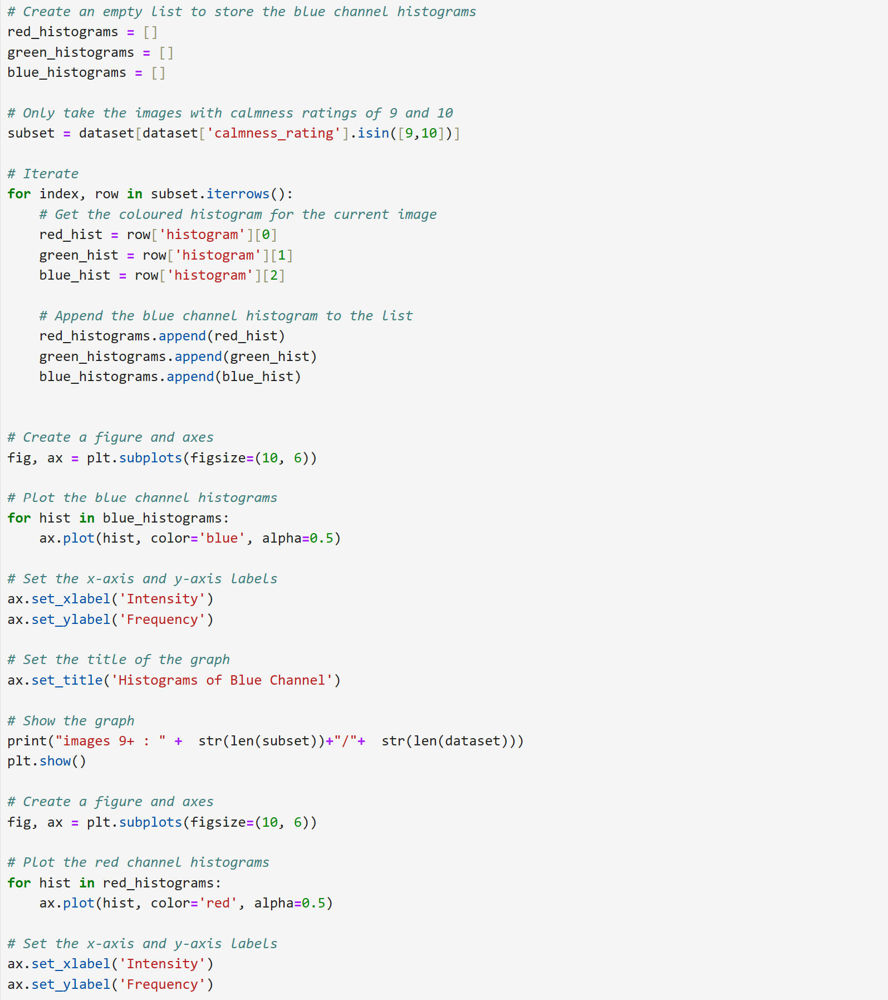 # Create an empty list to store the blue channel histograms
red_histograms = []
green_histograms = []
blue_histograms = []
# Only take the images with calmness ratings of 9 and 10
subset = dataset[dataset['calmness_rating'].isin([9,10])]
# Iterate
for index, row in subset.iterrows():
    # Get the coloured histogram for the current image
    red_hist = row['histogram'][0]
    green_hist = row['histogram'][1]
    blue_hist = row['histogram'][2]
    # Append the blue channel histogram to the list
    red_histograms.append(red_hist)
    green_histograms.append(green_hist)
    blue_histograms.append(blue_hist)
# Create a figure and axes
fig, ax = plt.subplots(figsize=(10, 6))
# Plot the blue channel histograms
for hist in blue_histograms:
    ax.plot(hist, color='blue', alpha=0.5)
# Set the x-axis and y-axis labels
ax.set_xlabel('Intensity')
ax.set_ylabel('Frequency')
# Set the title of the graph
ax.set_title('Histograms of Blue Channel')
# Show the graph
print("images 9+ : " +  str(len(subset))+"/"+  str(len(dataset)))
plt.show()
# Create a figure and axes
fig, ax = plt.subplots(figsize=(10, 6))
# Plot the red channel histograms
for hist in red_histograms:
    ax.plot(hist, color='red', alpha=0.5)
# Set the x-axis and y-axis labels
ax.set_xlabel('Intensity')
ax.set_ylabel('Frequency')